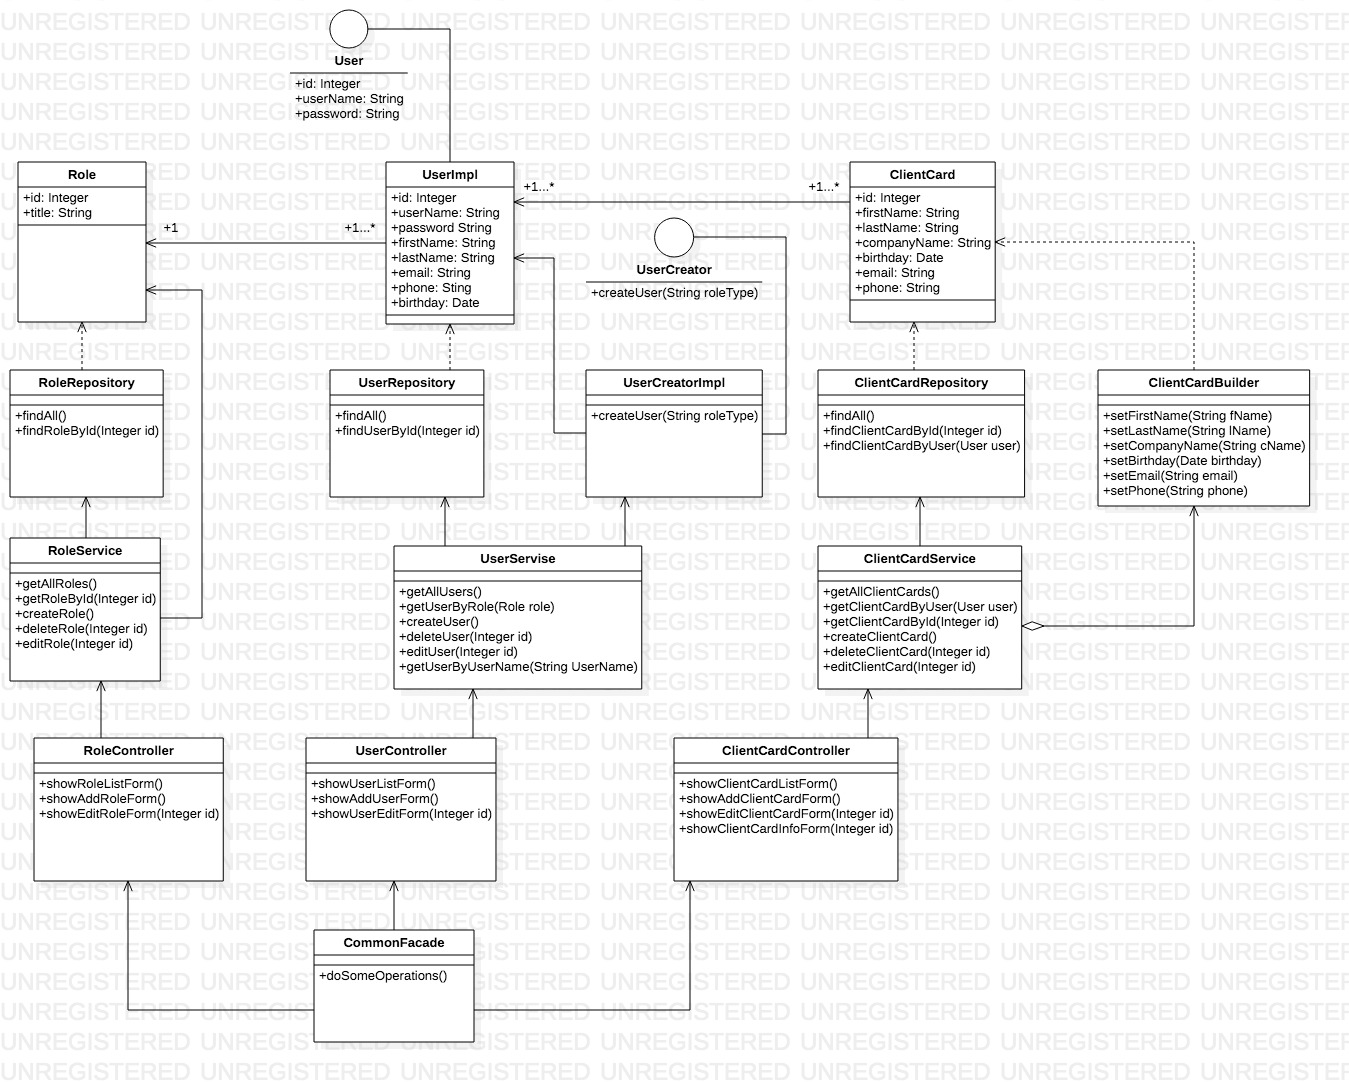 User
+id: Integer
+userName: String
+password: String
Role
+id: Integer
+title: String
+1
+1...*
UserImpl
+id: Integer
+userName: String
+password String
+firstName: String
+lastName: String
+email: String
+phone: Sting
+birthday: Date
+1...*
+1...*
UserCreator
+createUser(String roleType)
ClientCard
+id: Integer
+firstName: String
+lastName: String
+companyName: String
+birthday: Date
+email: String
+phone: String
RoleRepository
+findAll()
+findRoleById(Integer id)
UserRepository
+findAll()
+findUserById(Integer id)
UserCreatorImpl
+createUser(String roleType)
ClientCardRepository
+findAll()
+findClientCardById(Integer id)
+findClientCardByUser(User user)
ClientCardBuilder
+setFirstName(String fName)
+setLastName(String lName)
+setCompanyName(String cName)
+setBirthday(Date birthday)
+setEmail(String email)
+setPhone(String phone)
RoleService
+getAllRoles()
+getRoleById(Integer id)
+createRole()
+deleteRole(Integer id)
+editRole(Integer id)
UserServise
+getAllUsers()
+getUserByRole(Role role)
+createUser()
+deleteUser(Integer id)
+editUser(Integer id)
+getUserByUserName(String UserName)
ClientCardService
+getAllClientCards()
+getClientCardByUser(User user)
+getClientCardById(Integer id)
+createClientCard()
+deleteClientCard(Integer id)
+editClientCard(Integer id)
RoleController
+showRoleListForm()
+showAddRoleForm()
+showEditRoleForm(Integer id)
UserController
+showUserListForm()
+showAddUserForm()
+showUserEditForm(Integer id)
ClientCardController
+showClientCardListForm()
+showAddClientCardForm()
+showEditClientCardForm(Integer id)
+showClientCardInfoForm(Integer id)
CommonFacade
+doSomeOperations()
UNREGISTERED